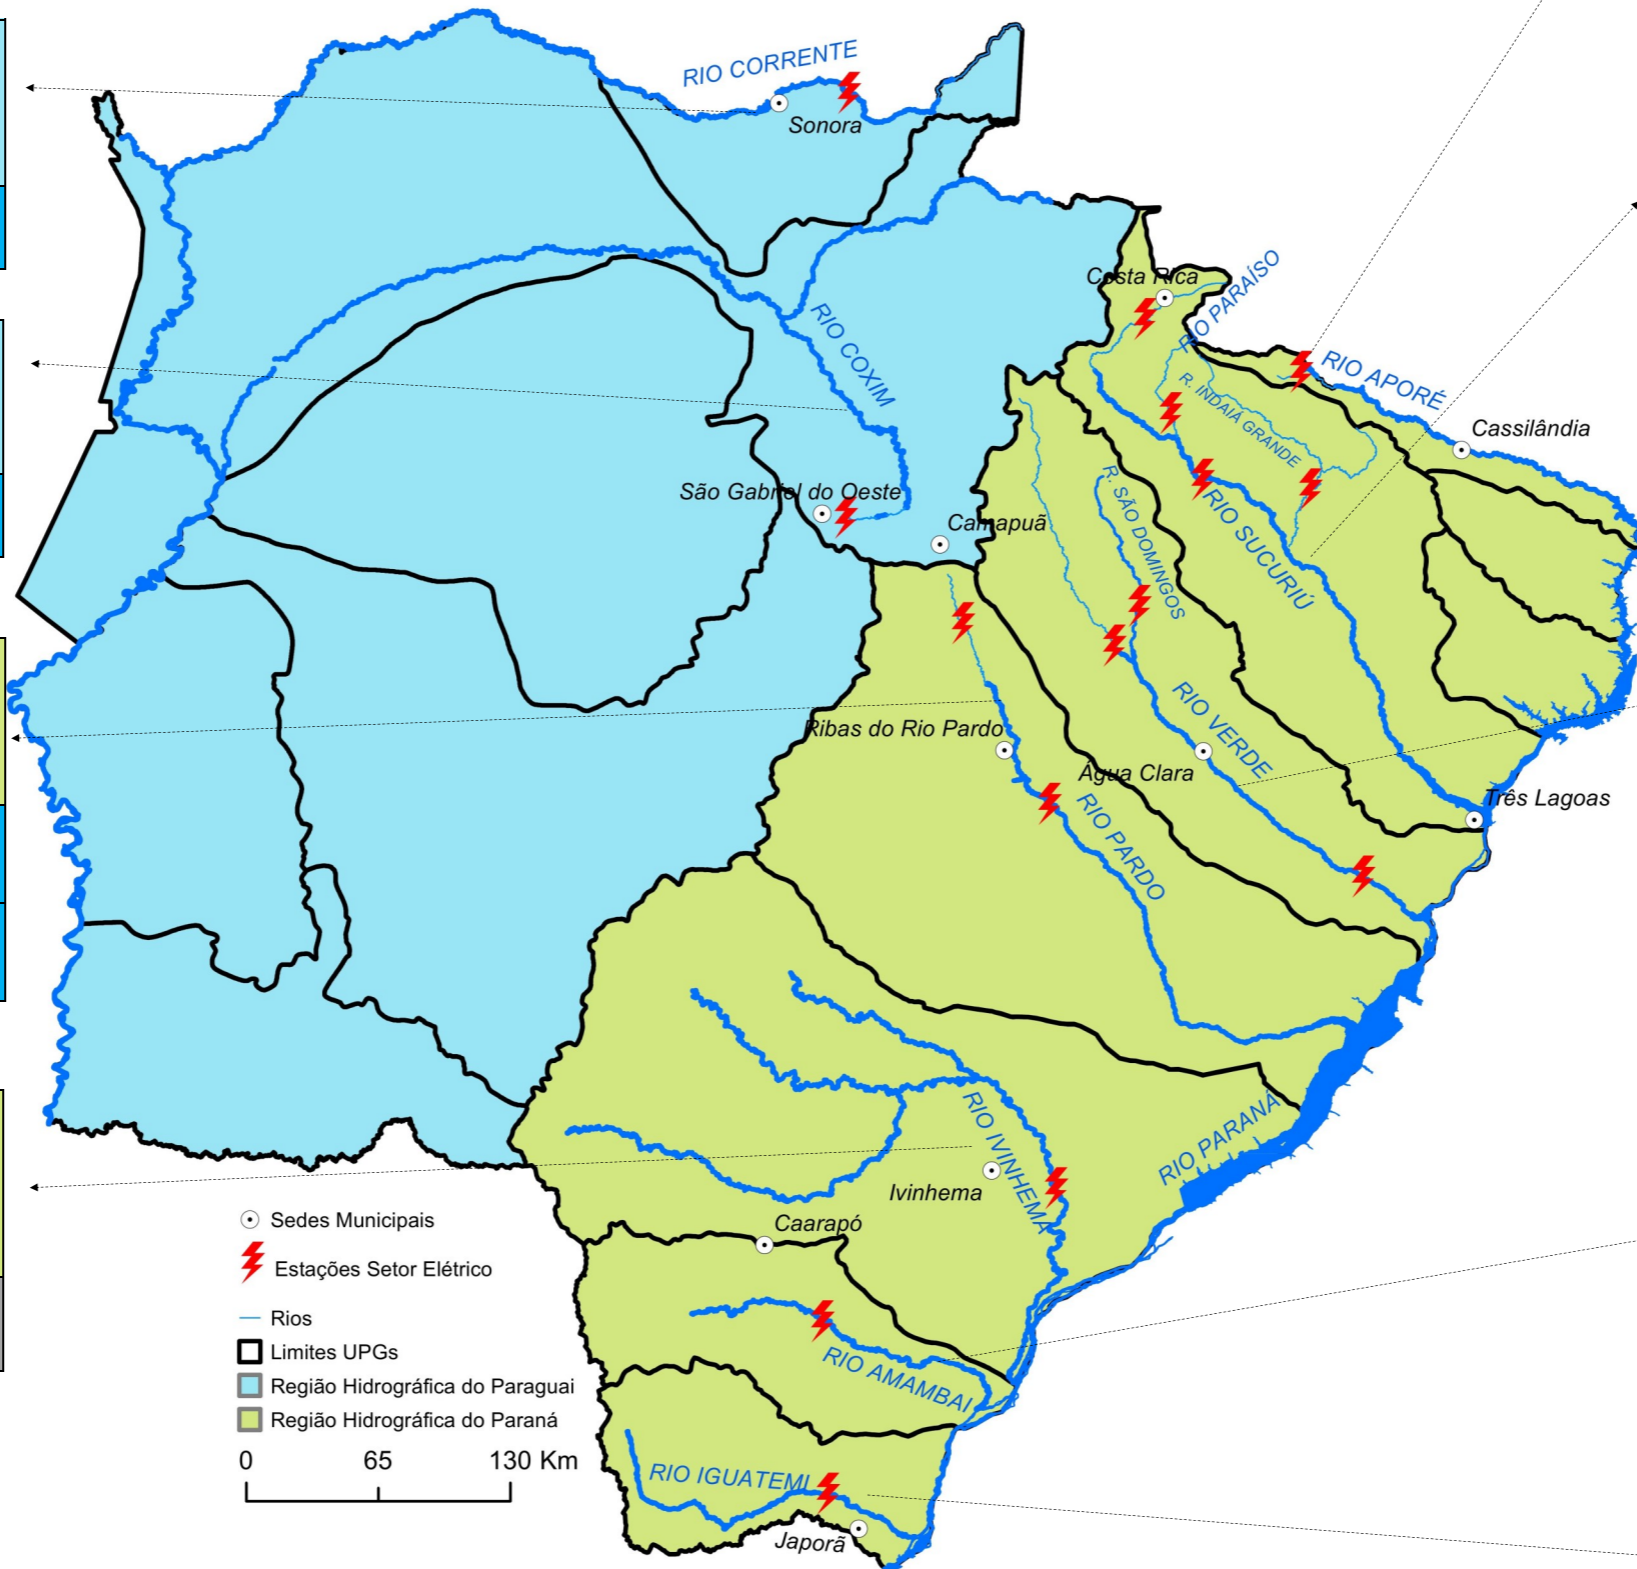 RIO CORRENTE
Sonora
Costa Rica
RIO PARAÍSO
RIO COXIM
RIO APORÉ
R. INDAIÁ GRANDE
Cassilândia
São Gabriel do Oeste
R. SÃO DOMINGOS
Camapuã
RIO SUCURIÚ
Ribas do Rio Pardo
RIO VERDE
Água Clara
Três Lagoas
RIO PARDO
RIO IVINHEMA
RIO PARANÁ
Ivinhema
Caarapó
Sedes Municipais
Estações Setor Elétrico
Rios
Limites UPGs
Região Hidrográfica do Paraguai
Região Hidrográfica do Paraná
0 65 130 Km
RIO AMAMBAI
RIO IGUATEMI
Japorã